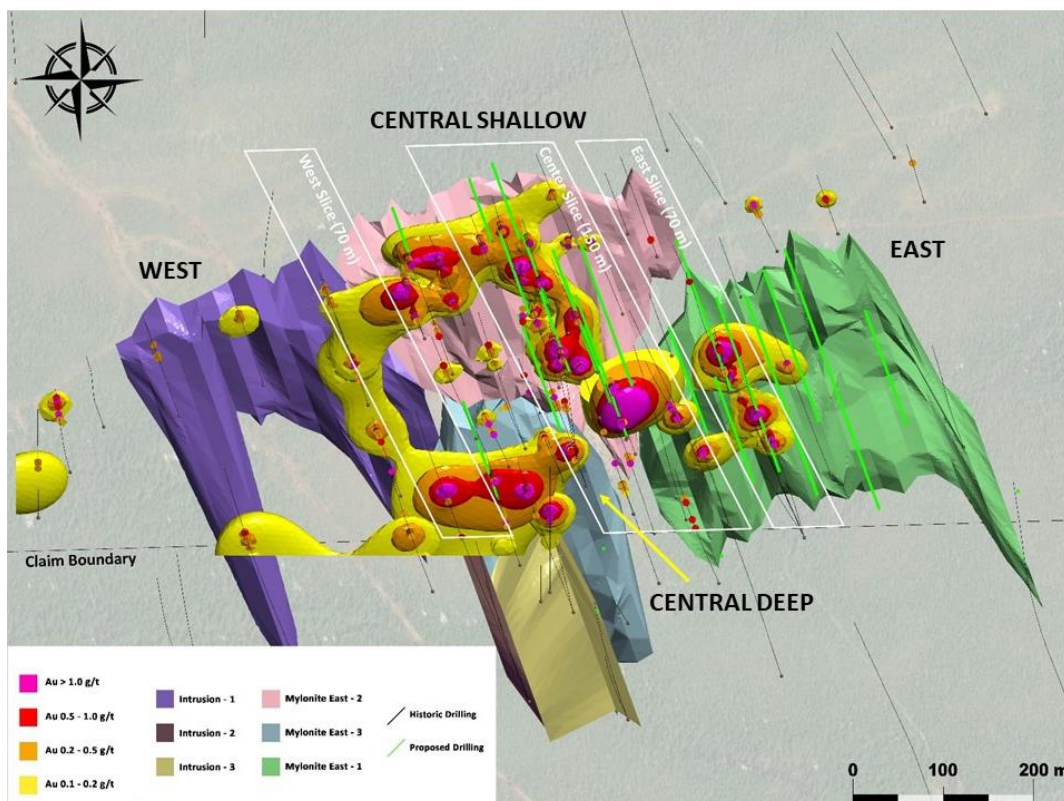 CENTRAL SHALLOW
West Slice (70 m)
Center Slice (150 m)
East Slice (70 m)
WEST
EAST
Claim Boundary
CENTRAL DEEP
Au > 1.0 g/t
Au 0.5 - 1.0 g/t
Au 0.2 - 0.5 g/t
Au 0.1 - 0.2 g/t
Intrusion - 1
Intrusion - 2
Intrusion - 3
Mylonite East - 2
Mylonite East - 3
Mylonite East - 1
Historic Drilling
Proposed Drilling
0 100 200 m